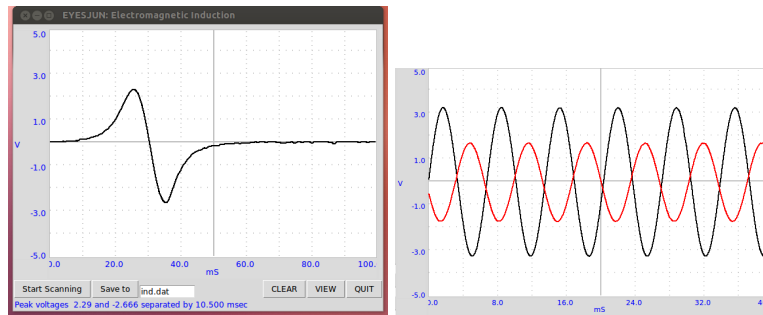 EYESJUN: Electromagnetic Induction
5.0
3.0
1.0
V
-1.0
-3.0
-5.0
0.0 20.0 40.0 60.0 80.0 100.
mS
Start Scanning Save to ind.dat CLEAR VIEW QUIT
Peak voltages 2.29 and -2.666 separated by 10.500 msec
5.0
3.0
1.0
V
-1.0
-3.0
-5.0
0.0 8.0 16.0 24.0 32.0
mS